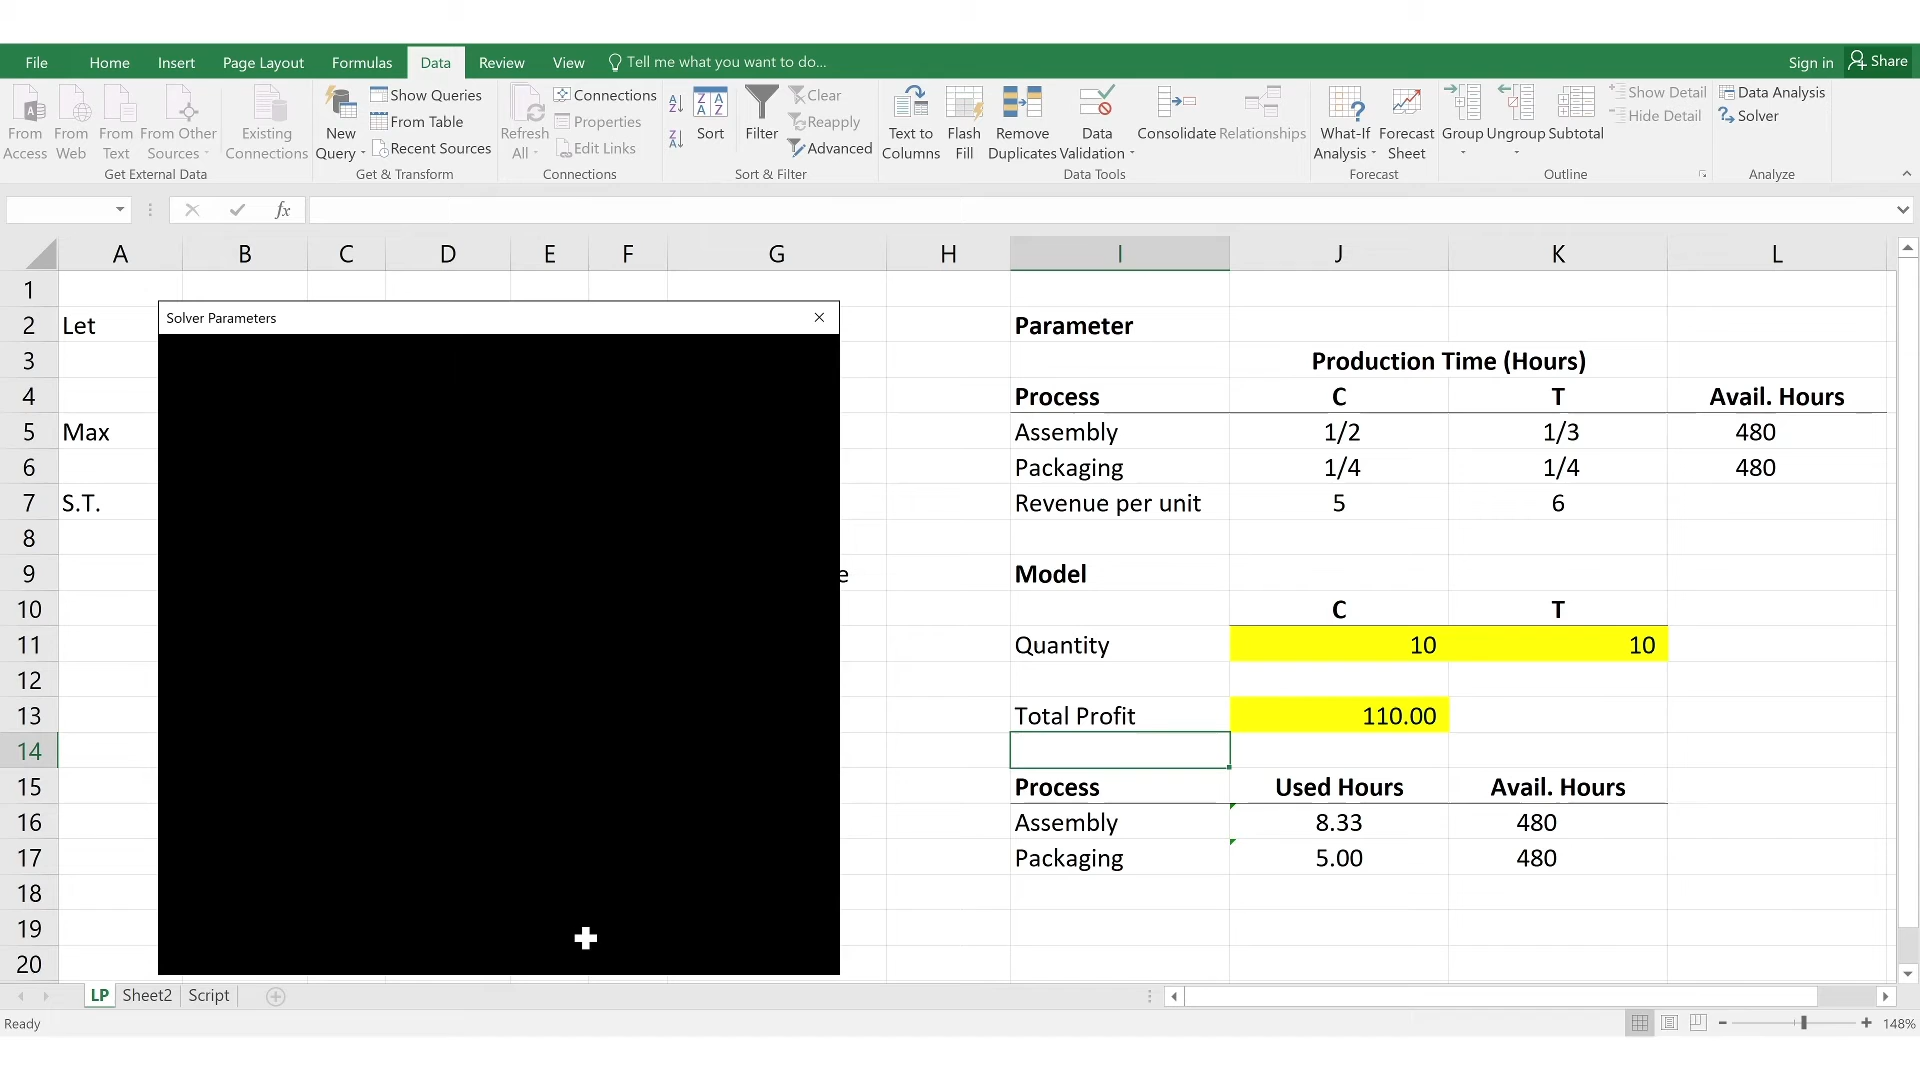 File Home Insert Page Layout Formulas Data Review View Tell me what you want to do... Sign in Share
From Access From Web From Text From Other Sources Existing Connections New Query Show Queries From Table Recent Sources Refresh All Connections Properties Edit Links Sort Filter Clear Reapply Advanced Text to Columns Flash Fill Remove Duplicates Data Validation Consolidate Relationships What-If Analysis Forecast Sheet Group Ungroup Subtotal Show Detail Hide Detail Data Analysis Solver
Get External Data Get & Transform Connections Sort & Filter Data Tools Forecast Outline Analyze
fx
A B C D E F G H I J K L
1
Solver Parameters
2 Let Parameter
3 Production Time (Hours)
4 Process C T Avail. Hours
5 Max Assembly 1/2 1/3 480
6 Packaging 1/4 1/4 480
7 S.T. Revenue per unit 5 6
8
9 e Model
10 C T
11 Quantity 10 10
12
13 Total Profit 110.00
14
15 Process Used Hours Avail. Hours
16 Assembly 8.33 480
17 Packaging 5.00 480
18
19
20
LP Sheet2 Script
Ready 148%